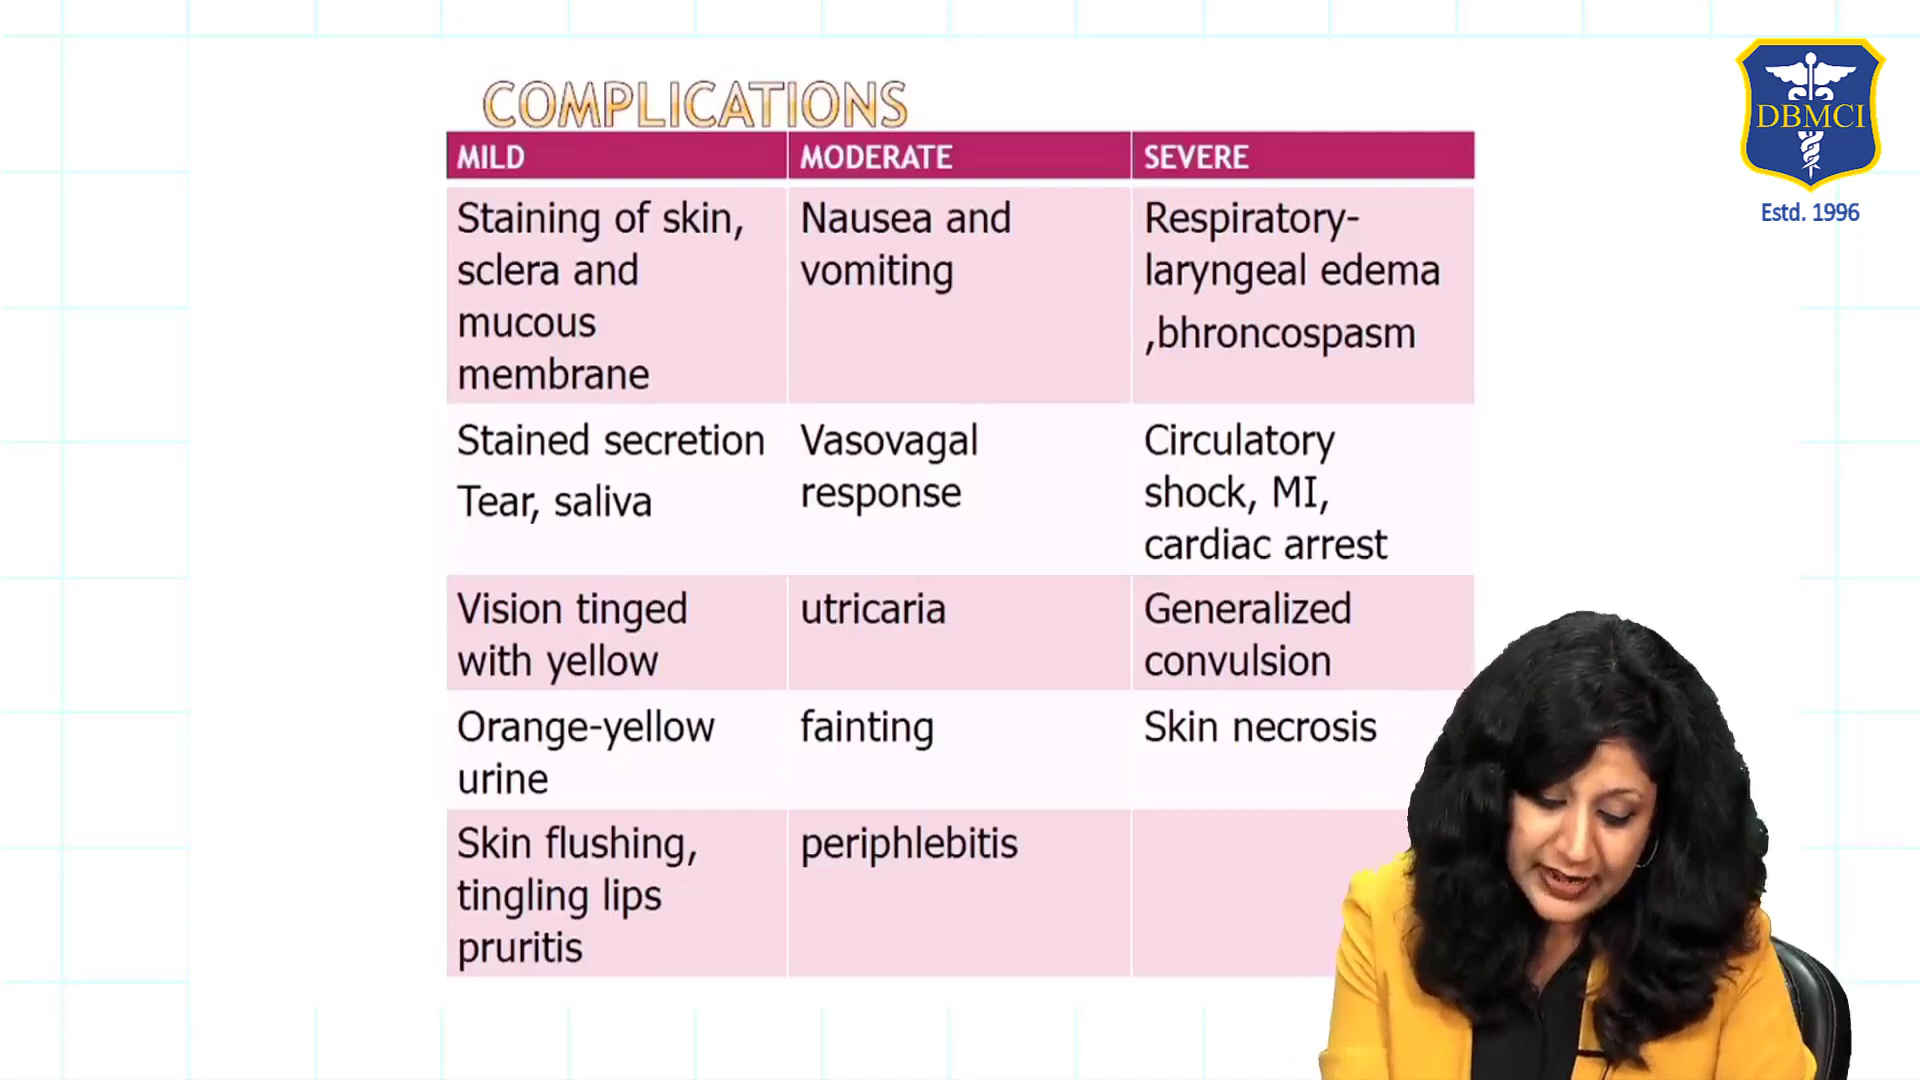 COMPLICATIONS
MILD
MODERATE
SEVERE
Staining of skin,
sclera and
mucous
membrane
Nausea and
vomiting
Respiratory-
laryngeal edema
,bhroncospasm
Stained secretion
Tear, saliva
Vasovagal
response
Circulatory
shock, MI,
cardiac arrest
Vision tinged
with yellow
utricaria
Generalized
convulsion
Orange-yellow
urine
fainting
Skin necrosis
Skin flushing,
tingling lips
pruritis
periphlebitis
DBMCI
Estd. 1996